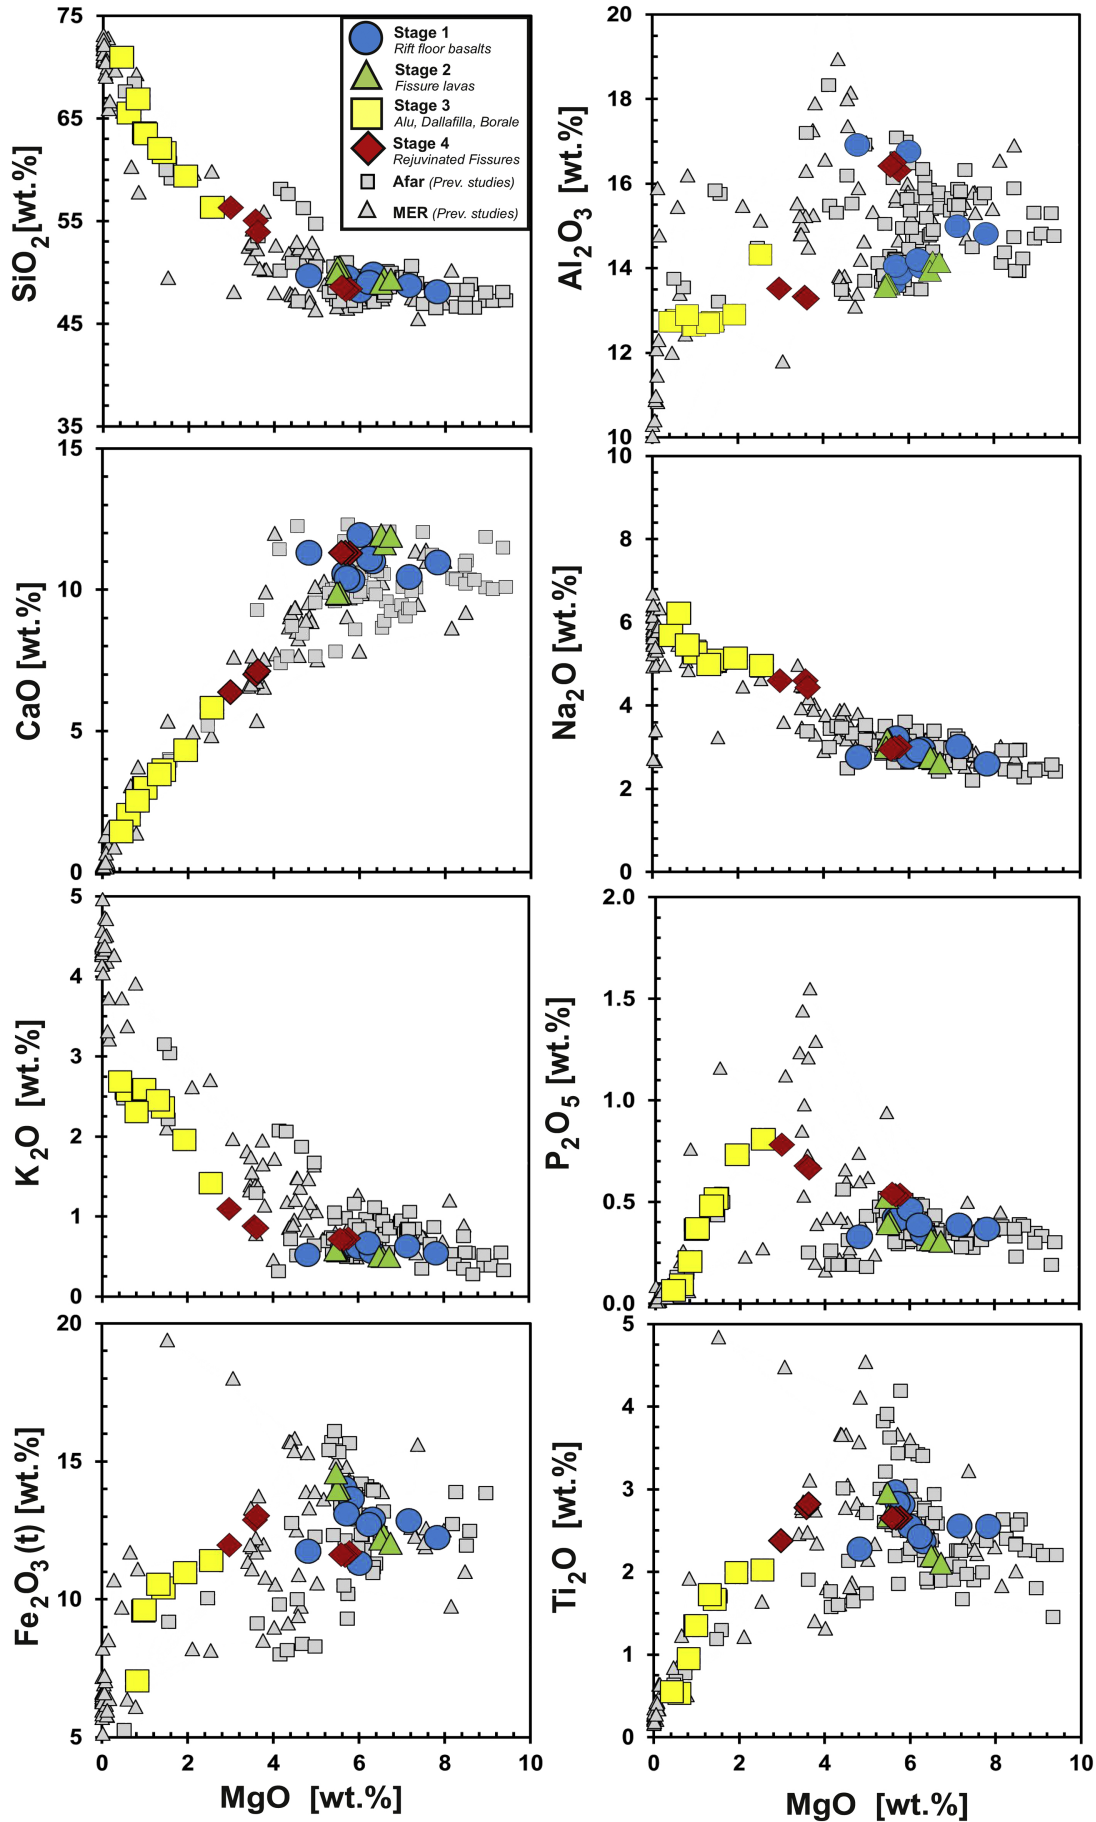 75
65
55
45
35
SiO2[wt.%]
Stage 1
Rift floor basalts
Stage 2
Fissure lavas
Stage 3
Alu, Dallafilla, Borale
Stage 4
Rejuvinated Fissures
Afar (Prev. studies)
MER (Prev. studies)
20
18
16
14
12
10
Al2O3 [wt.%]
15
10
5
0
CaO [wt.%]
10
8
6
4
2
0
Na2O [wt.%]
5
4
3
2
1
0
K2O [wt.%]
2.0
1.5
1.0
0.5
0.0
P2O5 [wt.%]
20
15
10
5
Fe2O3(t) [wt.%]
0 2 4 6 8 10
MgO [wt.%]
5
4
3
2
1
0
Ti2O [wt.%]
0 2 4 6 8 10
MgO [wt.%]